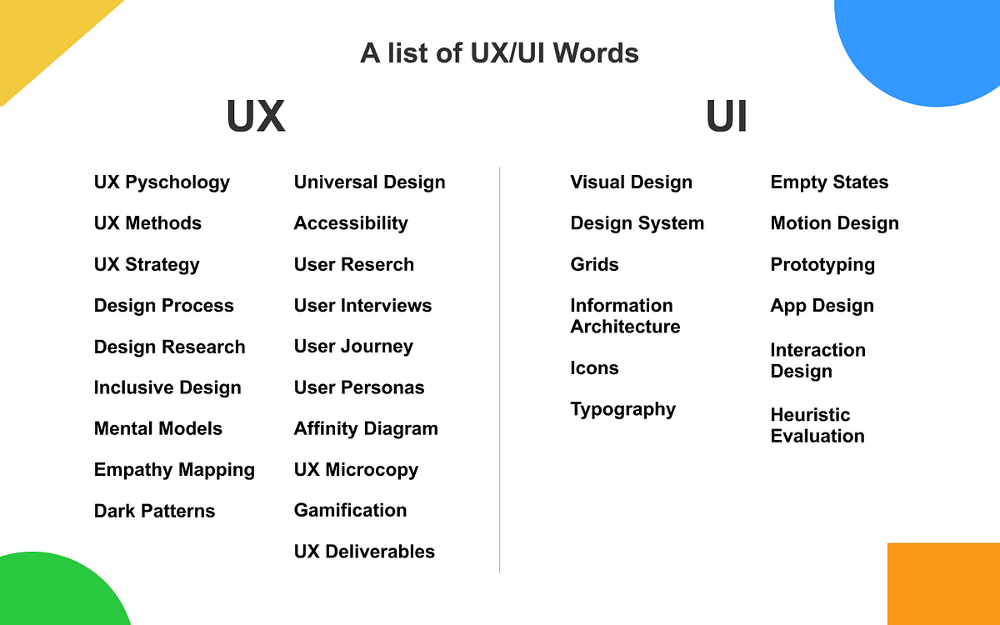 A list of UX/UI Words
UX
UX Pyschology
UX Methods
UX Strategy
Design Process
Design Research
Inclusive Design
Mental Models
Empathy Mapping
Dark Patterns
Universal Design
Accessibility
User Reserch
User Interviews
User Journey
User Personas
Affinity Diagram
UX Microcopy
Gamification
UX Deliverables
UI
Visual Design
Design System
Grids
Information
Architecture
Icons
Typography
Empty States
Motion Design
Prototyping
App Design
Interaction
Design
Heuristic
Evaluation